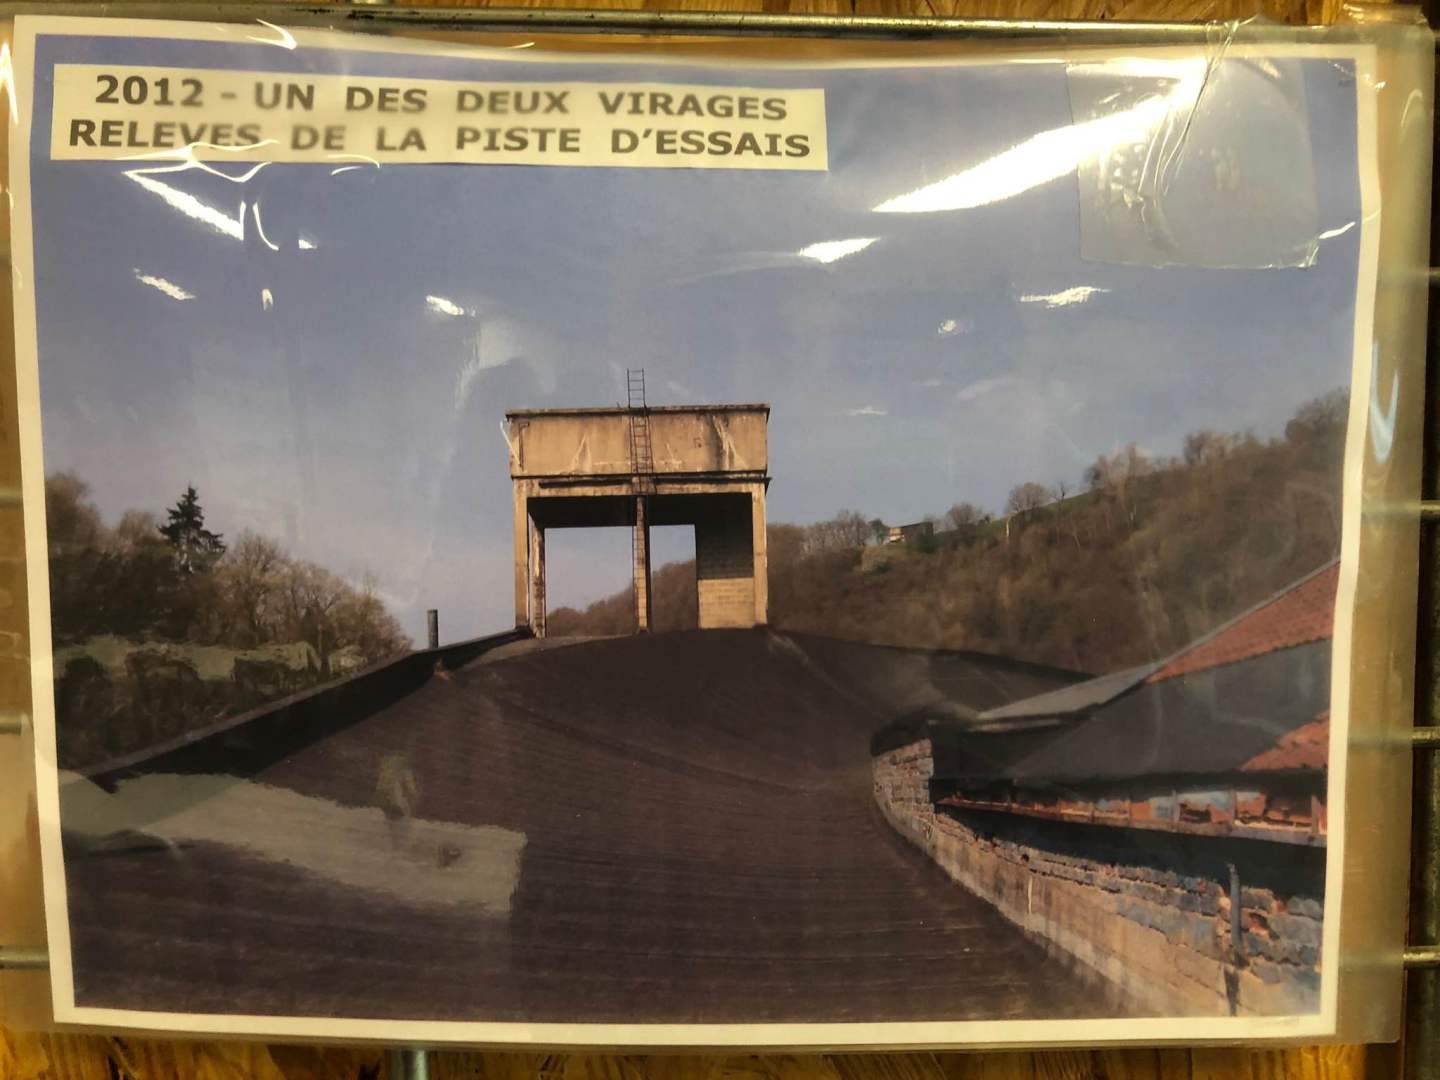 2012 - UN DES DEUX VIRAGES
RELEVES DE LA PISTE D'ESSAIS